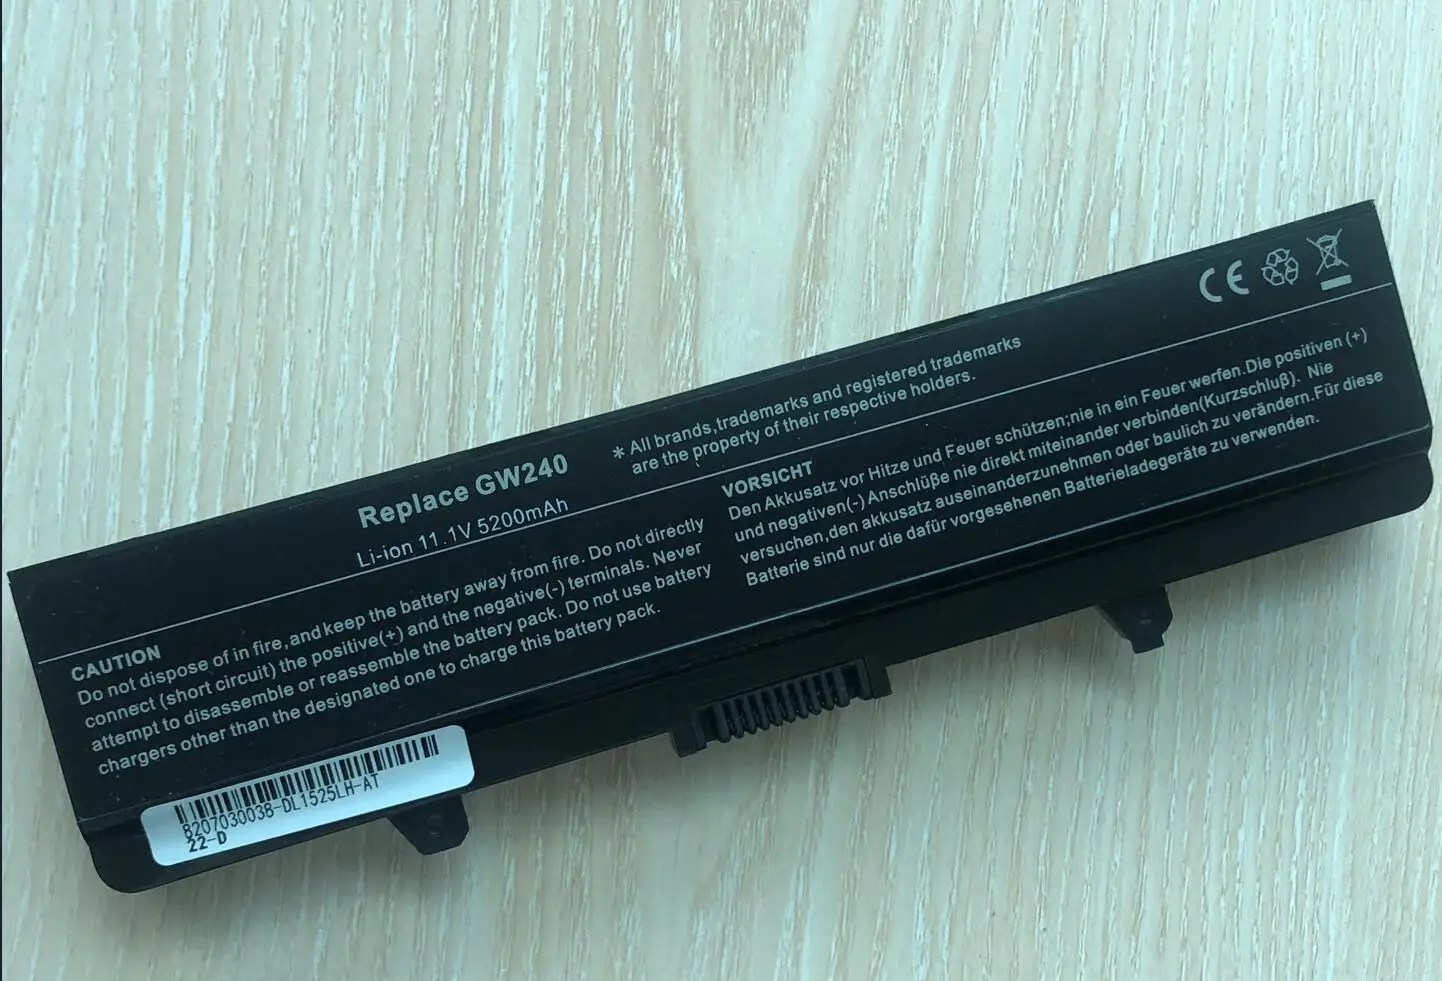 CE
Replace GW240
Li-ion 11.1V 5200mAh
* All brands,trademarks and registered trademarks
are the property of their respective holders.
CAUTION
Do not dispose of in fire,and keep the battery away from fire. Do not directly
connect (short circuit) the positive(+) and the negative(-) terminals. Never
attempt to disassemble or reassemble the battery pack. Do not use battery
chargers other than the designated one to charge this battery pack.
VORSICHT
Den Akkusatz vor Hitze und Feuer schützen;nie in ein Feuer werfen.Die positiven (+)
und negativen(-) Anschlüße nie direkt miteinander verbinden(Kurzschluß). Nie
versuchen,den akkusatz auseinanderzunehmen oder baulich zu verändern.Für diese
Batterie sind nur die dafür vorgesehenen Batterieladegeräte zu verwenden.
8207030038-DL1525LH-AT
22-D